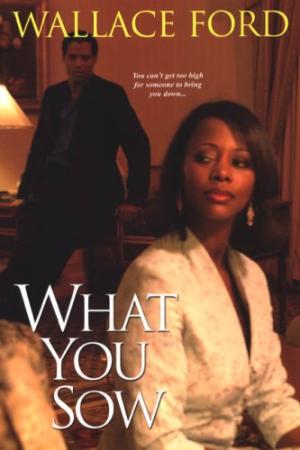 WALLACE FORD
You can't get too high
for someone to bring
you down...
WHAT
YOU
SOW